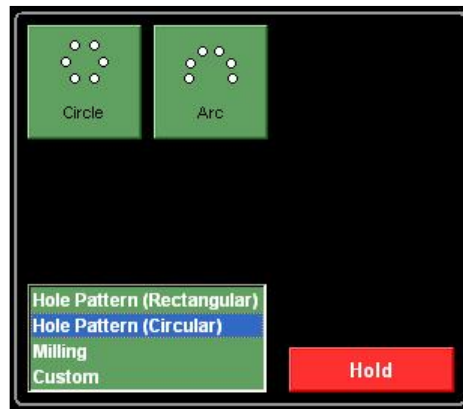 Circle
Arc
Hole Pattern (Rectangular)
Hole Pattern (Circular)
Milling
Custom
Hold